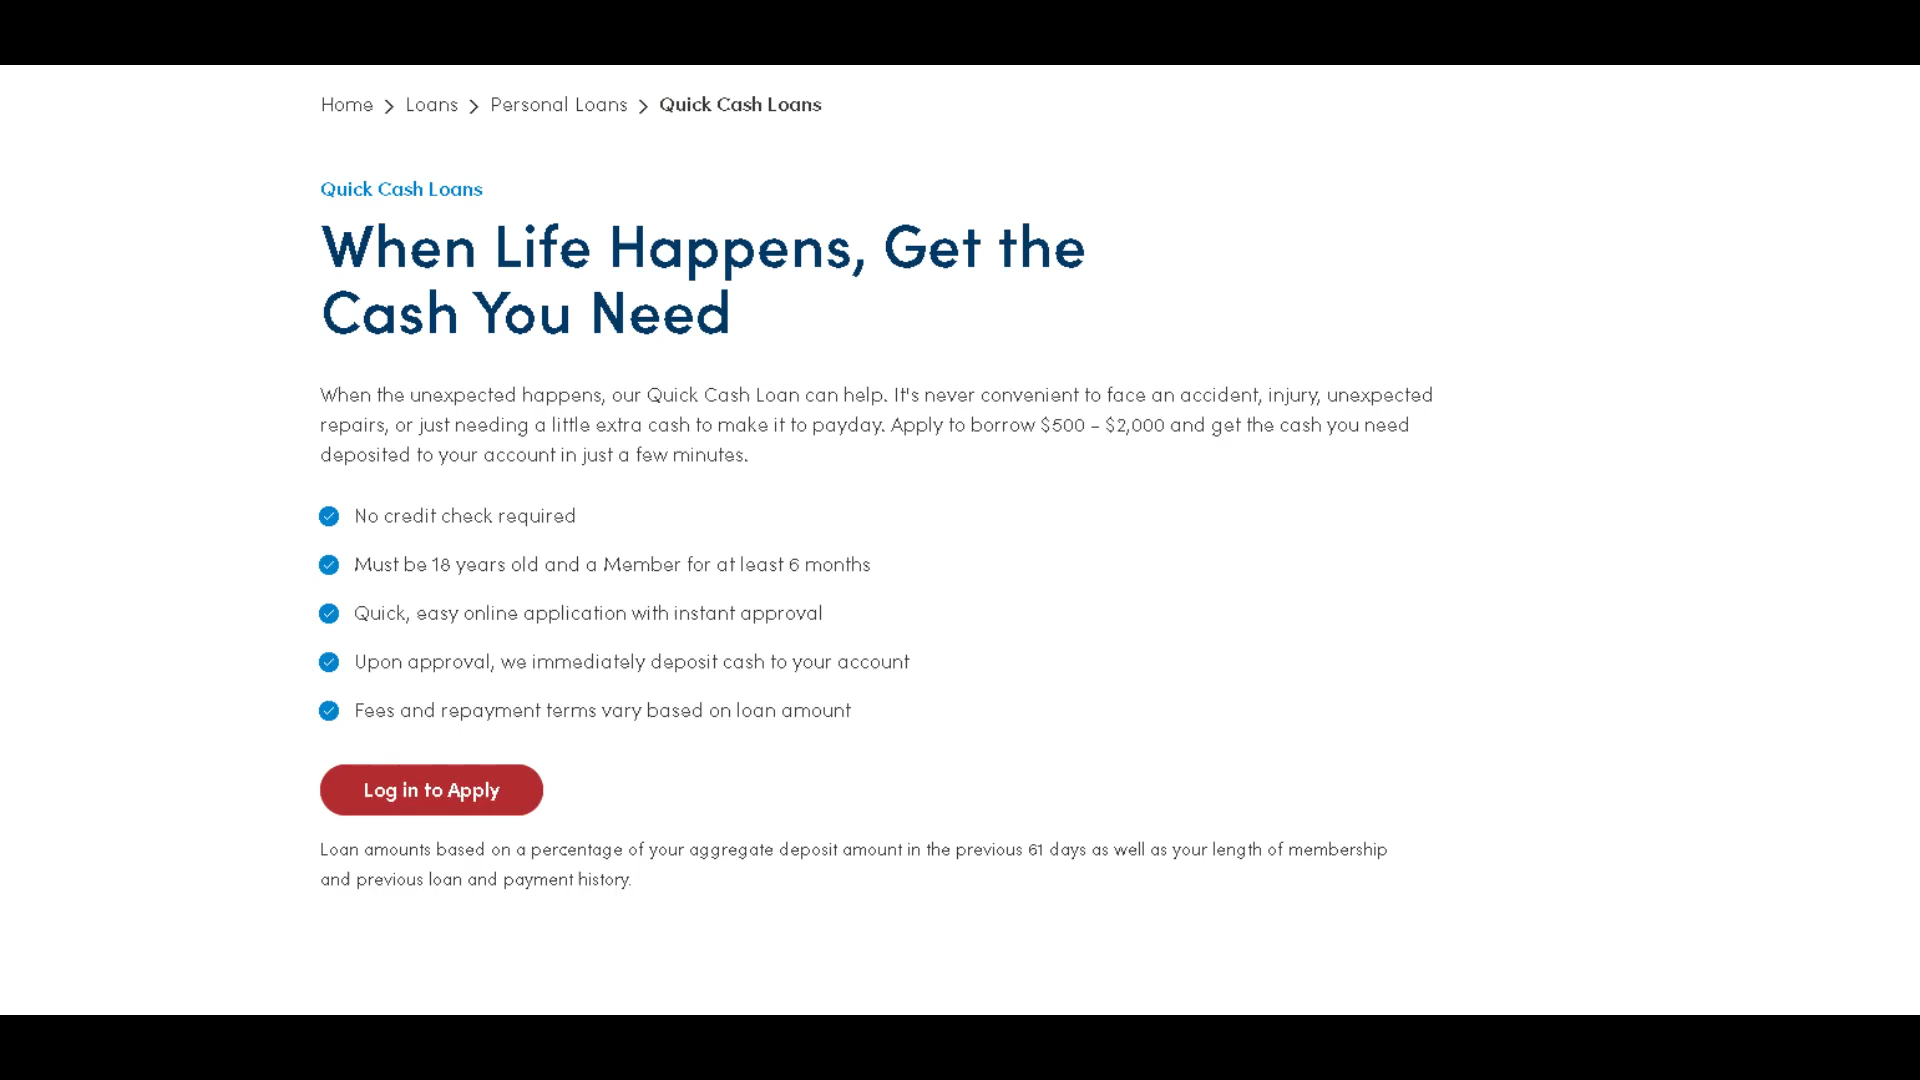 Home > Loans > Personal Loans > Quick Cash Loans
Quick Cash Loans
When Life Happens, Get the
Cash You Need
When the unexpected happens, our Quick Cash Loan can help. It's never convenient to face an accident, injury, unexpected
repairs, or just needing a little extra cash to make it to payday. Apply to borrow $500 – $2,000 and get the cash you need
deposited to your account in just a few minutes.
No credit check required
Must be 18 years old and a Member for at least 6 months
Quick, easy online application with instant approval
Upon approval, we immediately deposit cash to your account
Fees and repayment terms vary based on loan amount
Log in to Apply
Loan amounts based on a percentage of your aggregate deposit amount in the previous 61 days as well as your length of membership
and previous loan and payment history.